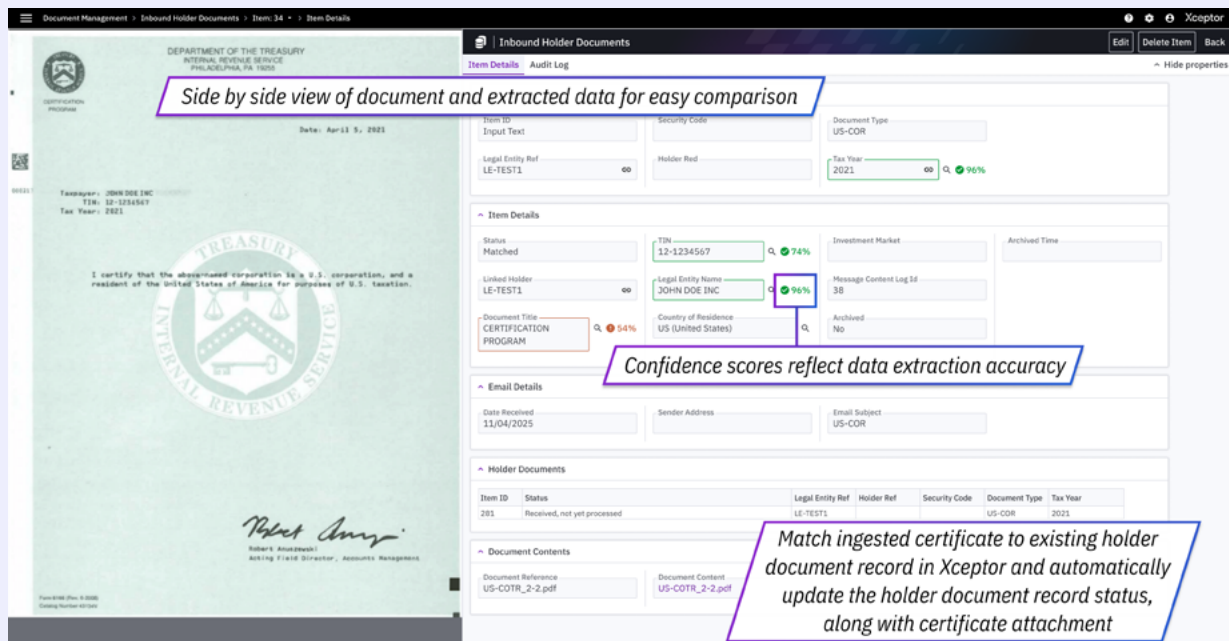 Document Management > Inbound Holder Documents > Item: 34 > Item Details
Xceptor
DEPARTMENT OF THE TREASURY
INTERNAL REVENUE SERVICE
PHILADELPHIA, PA 19255
CERTIFICATION
PROGRAM
Date: April 5, 2021
Taxpayer: JOHN DOE INC
TIN: 12-1234567
Tax Year: 2021
TREASURY
I certify that the above-named corporation is a U.S. corporation, and a
resident of the United States of America for purposes of U.S. taxation.
INTERNAL REVENUE SERVICE
Robert Anuszewski
Acting Field Director, Accounts Management
Inbound Holder Documents
Edit Delete Item Back
Item Details Audit Log
Hide properties
Side by side view of document and extracted data for easy comparison
Item ID Security Code Document Type
Input Text US-COR
Legal Entity Ref Holder Red Tax Year
LE-TEST1 2021 96%
Item Details
Status TIN Investment Market Archived Time
Matched 12-1234567 74%
Linked Holder Legal Entity Name Message Content Log Id
LE-TEST1 JOHN DOE INC 96% 38
Document Title Country of Residence Archived
CERTIFICATION 54% US (United States) No
PROGRAM
Confidence scores reflect data extraction accuracy
Email Details
Date Received Sender Address Email Subject
11/04/2025 US-COR
Holder Documents
Item ID Status Legal Entity Ref Holder Ref Security Code Document Type Tax Year
281 Received, not yet processed LE-TEST1 US-COR 2021
Document Contents
Document Reference Document Content
US-COTR_2-2.pdf US-COTR_2-2.pdf
Match ingested certificate to existing holder
document record in Xceptor and automatically
update the holder document record status,
along with certificate attachment